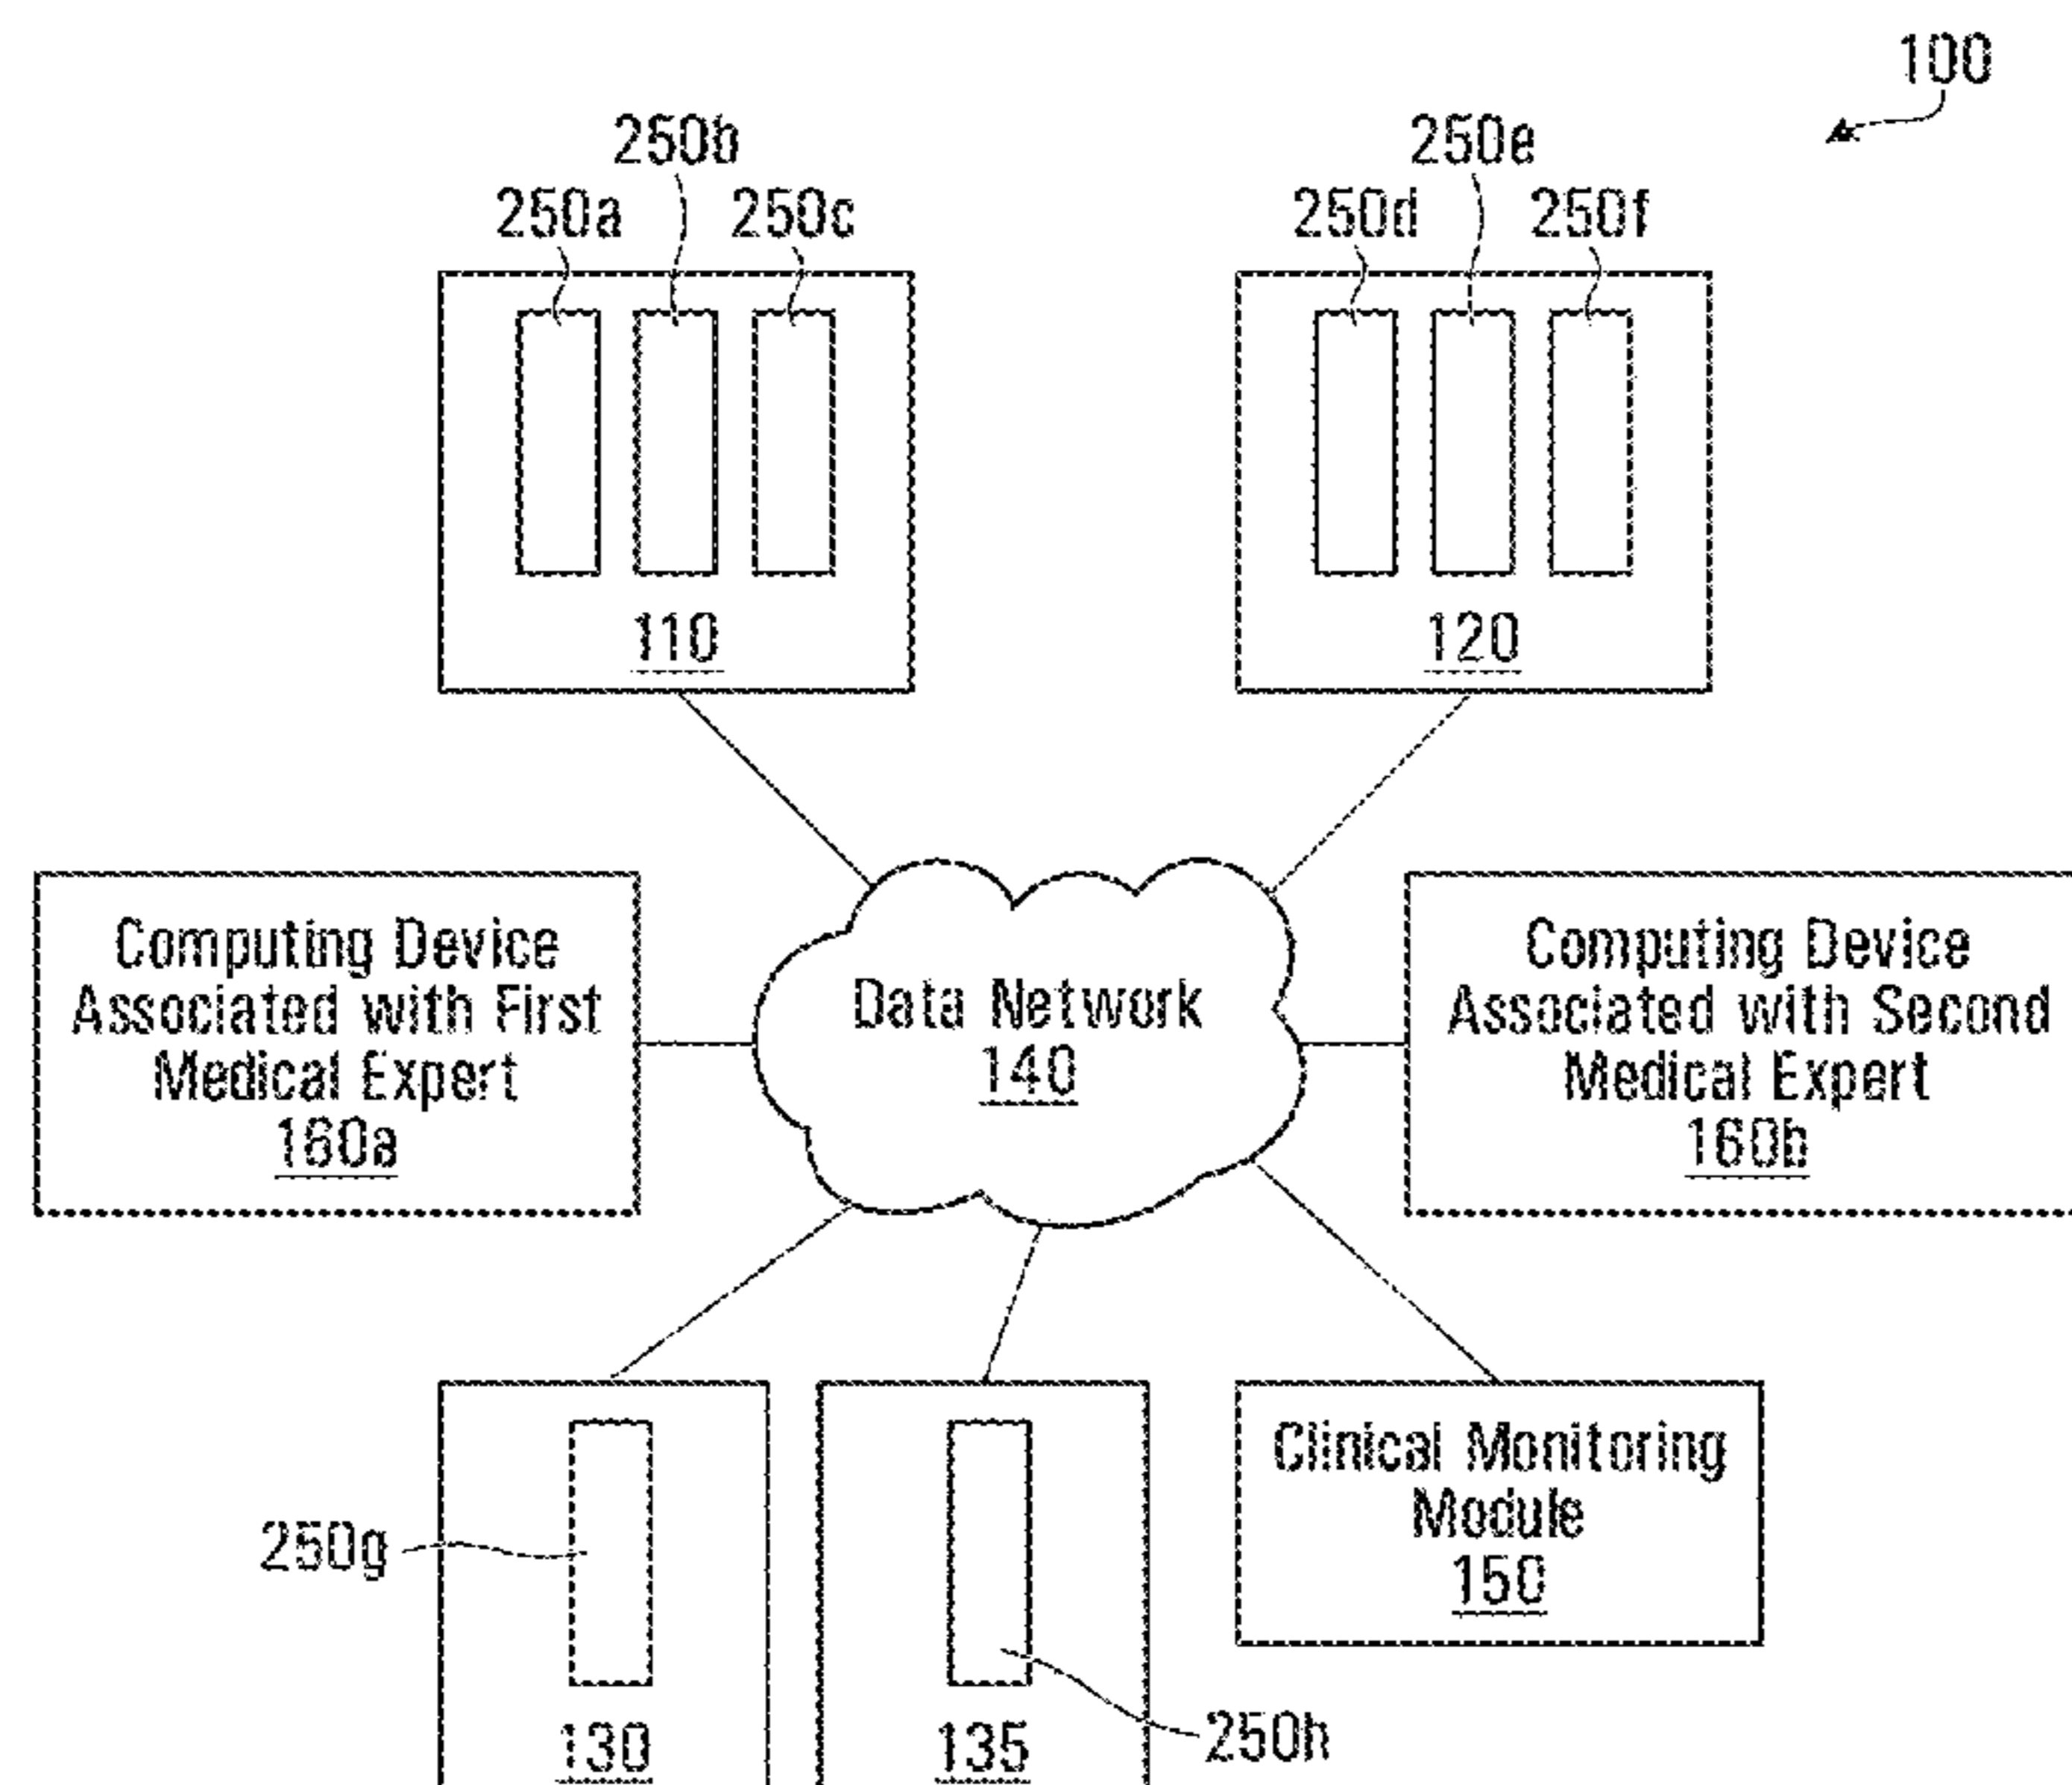 100
250b
250e
250a
250c
250d
250f
110
120
Computing Device
Associated with First
Medical Expert
160a
Data Network
140
Computing Device
Associated with Second
Medical Expert
160b
Clinical Monitoring
Module
150
250g
130
135
250h